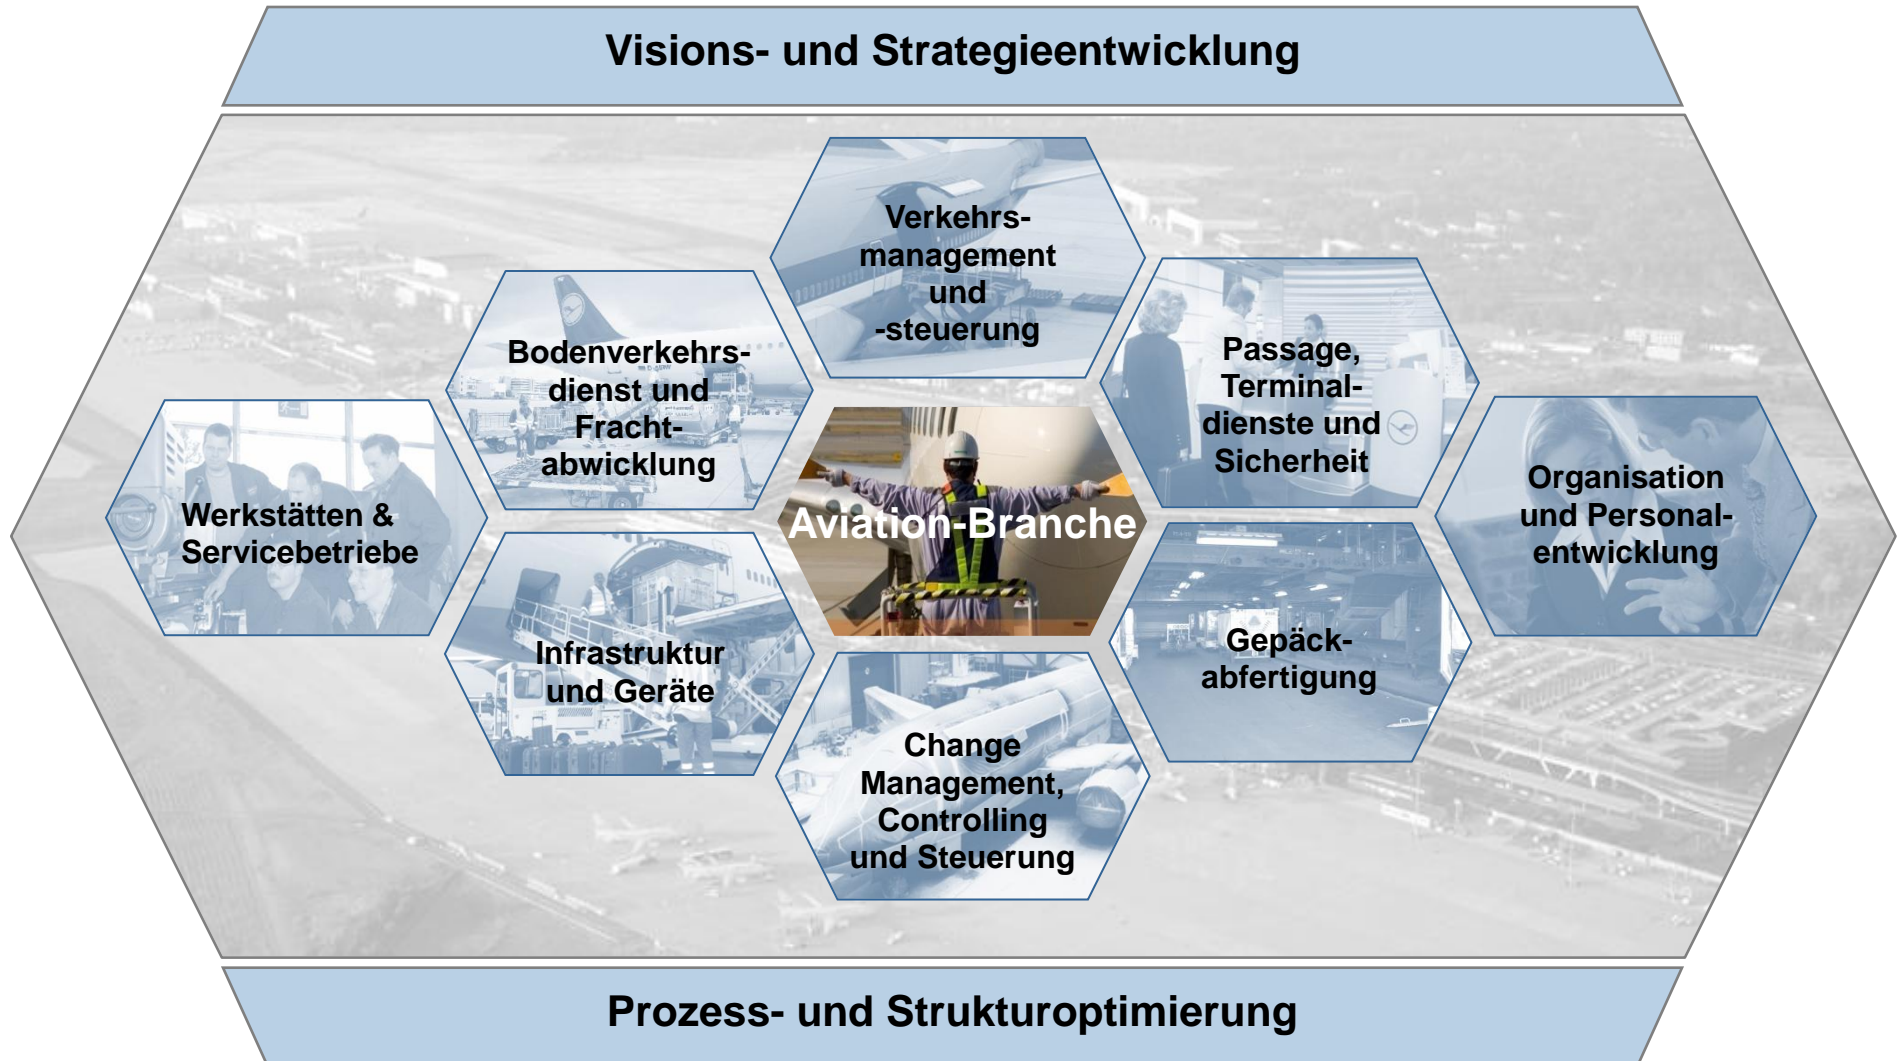 Visions- und Strategieentwicklung
Verkehrs-
management
und
-steuerung
Bodenverkehrs-
dienst und
Fracht-
abwicklung
Passage,
Terminal-
dienste und
Sicherheit
Werkstätten &
Servicebetriebe
Aviation-Branche
Organisation
und Personal-
entwicklung
Infrastruktur
und Geräte
Gepäck-
abfertigung
Change
Management,
Controlling
und Steuerung
Prozess- und Strukturoptimierung